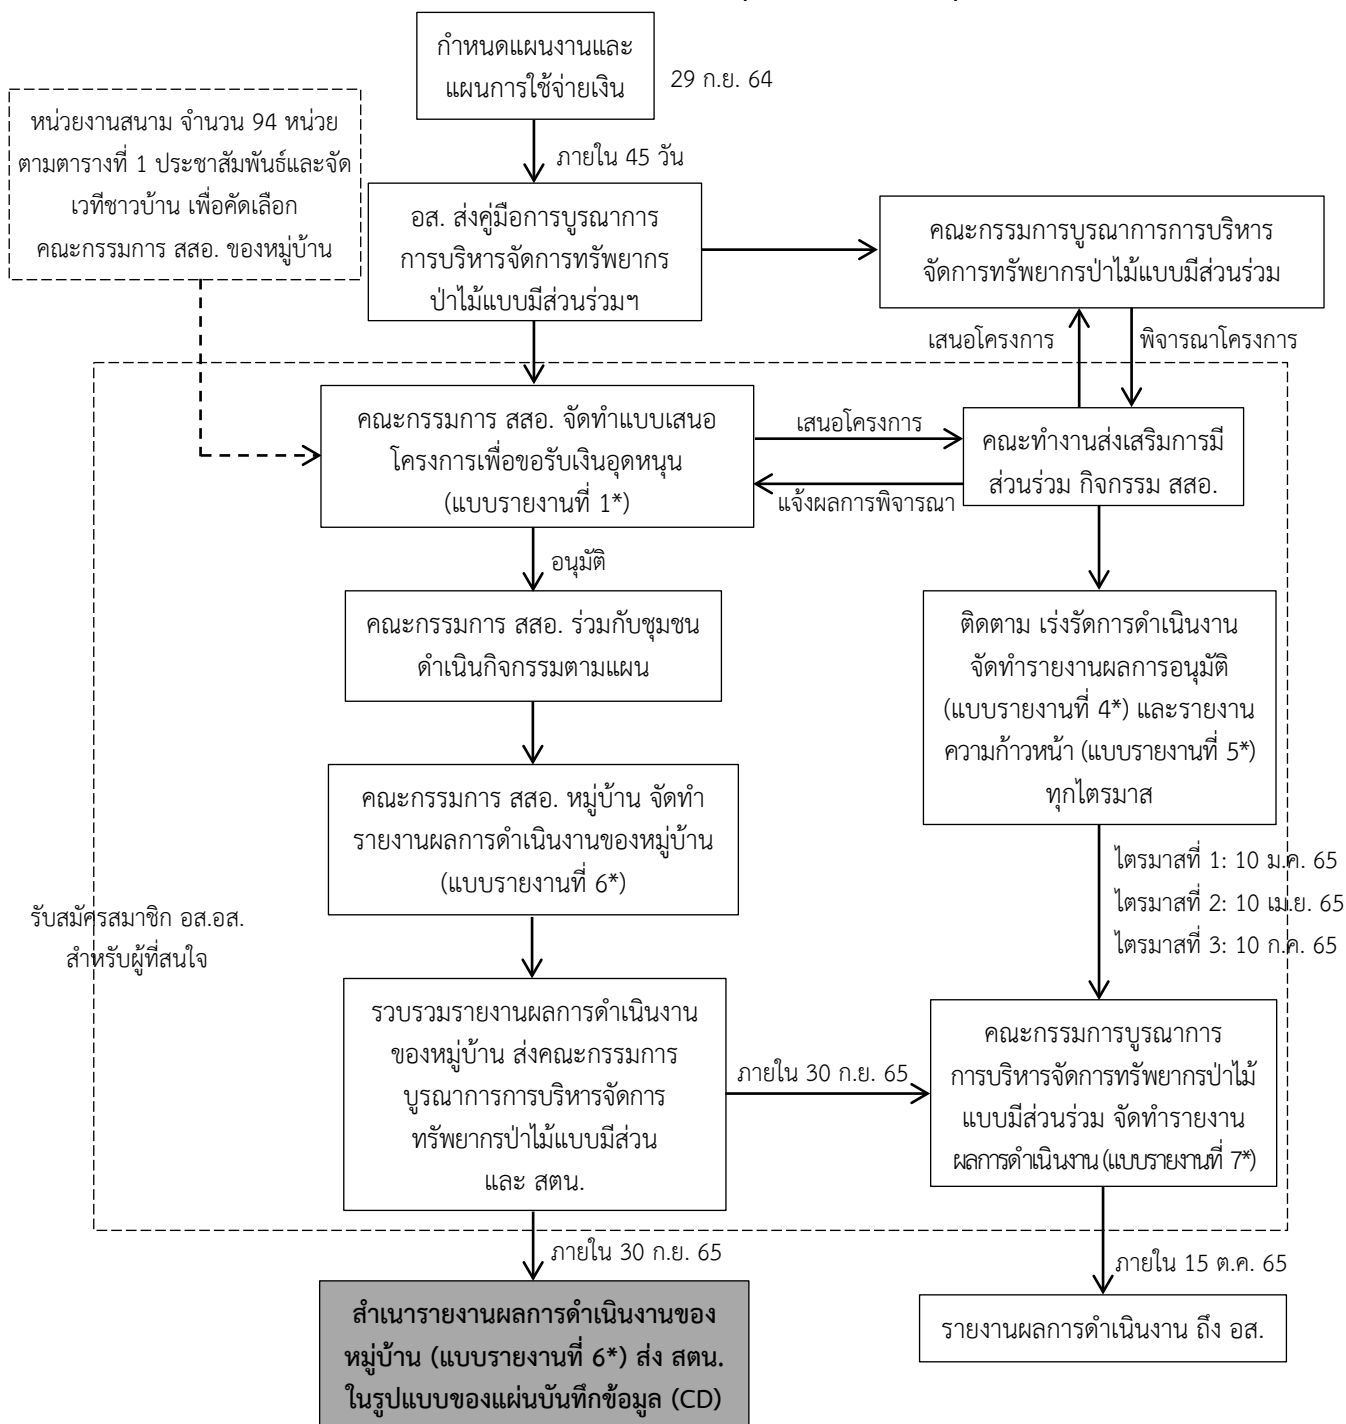 กำหนดแผนงานและ
แผนการใช้จ่ายเงิน
29 ก.ย. 64
หน่วยงานสนาม จำนวน 94 หน่วย
ตามตารางที่ 1 ประชาสัมพันธ์และจัด
เวทีชาวบ้าน เพื่อคัดเลือก
คณะกรรมการ สสอ. ของหมู่บ้าน
ภายใน 45 วัน
อส. ส่งคู่มือการบูรณาการ
การบริหารจัดการทรัพยากร
ป่าไม้แบบมีส่วนร่วมฯ
คณะกรรมการบูรณาการการบริหาร
จัดการทรัพยากรป่าไม้แบบมีส่วนร่วม
เสนอโครงการ
พิจารณาโครงการ
คณะกรรมการ สสอ. จัดทำแบบเสนอ
โครงการเพื่อขอรับเงินอุดหนุน
(แบบรายงานที่ 1*)
เสนอโครงการ
แจ้งผลการพิจารณา
คณะทำงานส่งเสริมการมี
ส่วนร่วม กิจกรรม สสอ.
อนุมัติ
คณะกรรมการ สสอ. ร่วมกับชุมชน
ดำเนินกิจกรรมตามแผน
ติดตาม เร่งรัดการดำเนินงาน
จัดทำรายงานผลการอนุมัติ
(แบบรายงานที่ 4*) และรายงาน
ความก้าวหน้า (แบบรายงานที่ 5*)
ทุกไตรมาส
คณะกรรมการ สสอ. หมู่บ้าน จัดทำ
รายงานผลการดำเนินงานของหมู่บ้าน
(แบบรายงานที่ 6*)
ไตรมาสที่ 1: 10 ม.ค. 65
ไตรมาสที่ 2: 10 เม.ย. 65
ไตรมาสที่ 3: 10 ก.ค. 65
รับสมัครสมาชิก อส.อส.
สำหรับผู้ที่สนใจ
รวบรวมรายงานผลการดำเนินงาน
ของหมู่บ้าน ส่งคณะกรรมการ
บูรณาการการบริหารจัดการ
ทรัพยากรป่าไม้แบบมีส่วน
และ สตน.
ภายใน 30 ก.ย. 65
คณะกรรมการบูรณาการ
การบริหารจัดการทรัพยากรป่าไม้
แบบมีส่วนร่วม จัดทำรายงาน
ผลการดำเนินงาน (แบบรายงานที่ 7*)
ภายใน 30 ก.ย. 65
ภายใน 15 ต.ค. 65
สำเนารายงานผลการดำเนินงานของ
หมู่บ้าน (แบบรายงานที่ 6*) ส่ง สตน.
ในรูปแบบของแผ่นบันทึกข้อมูล (CD)
รายงานผลการดำเนินงาน ถึง อส.